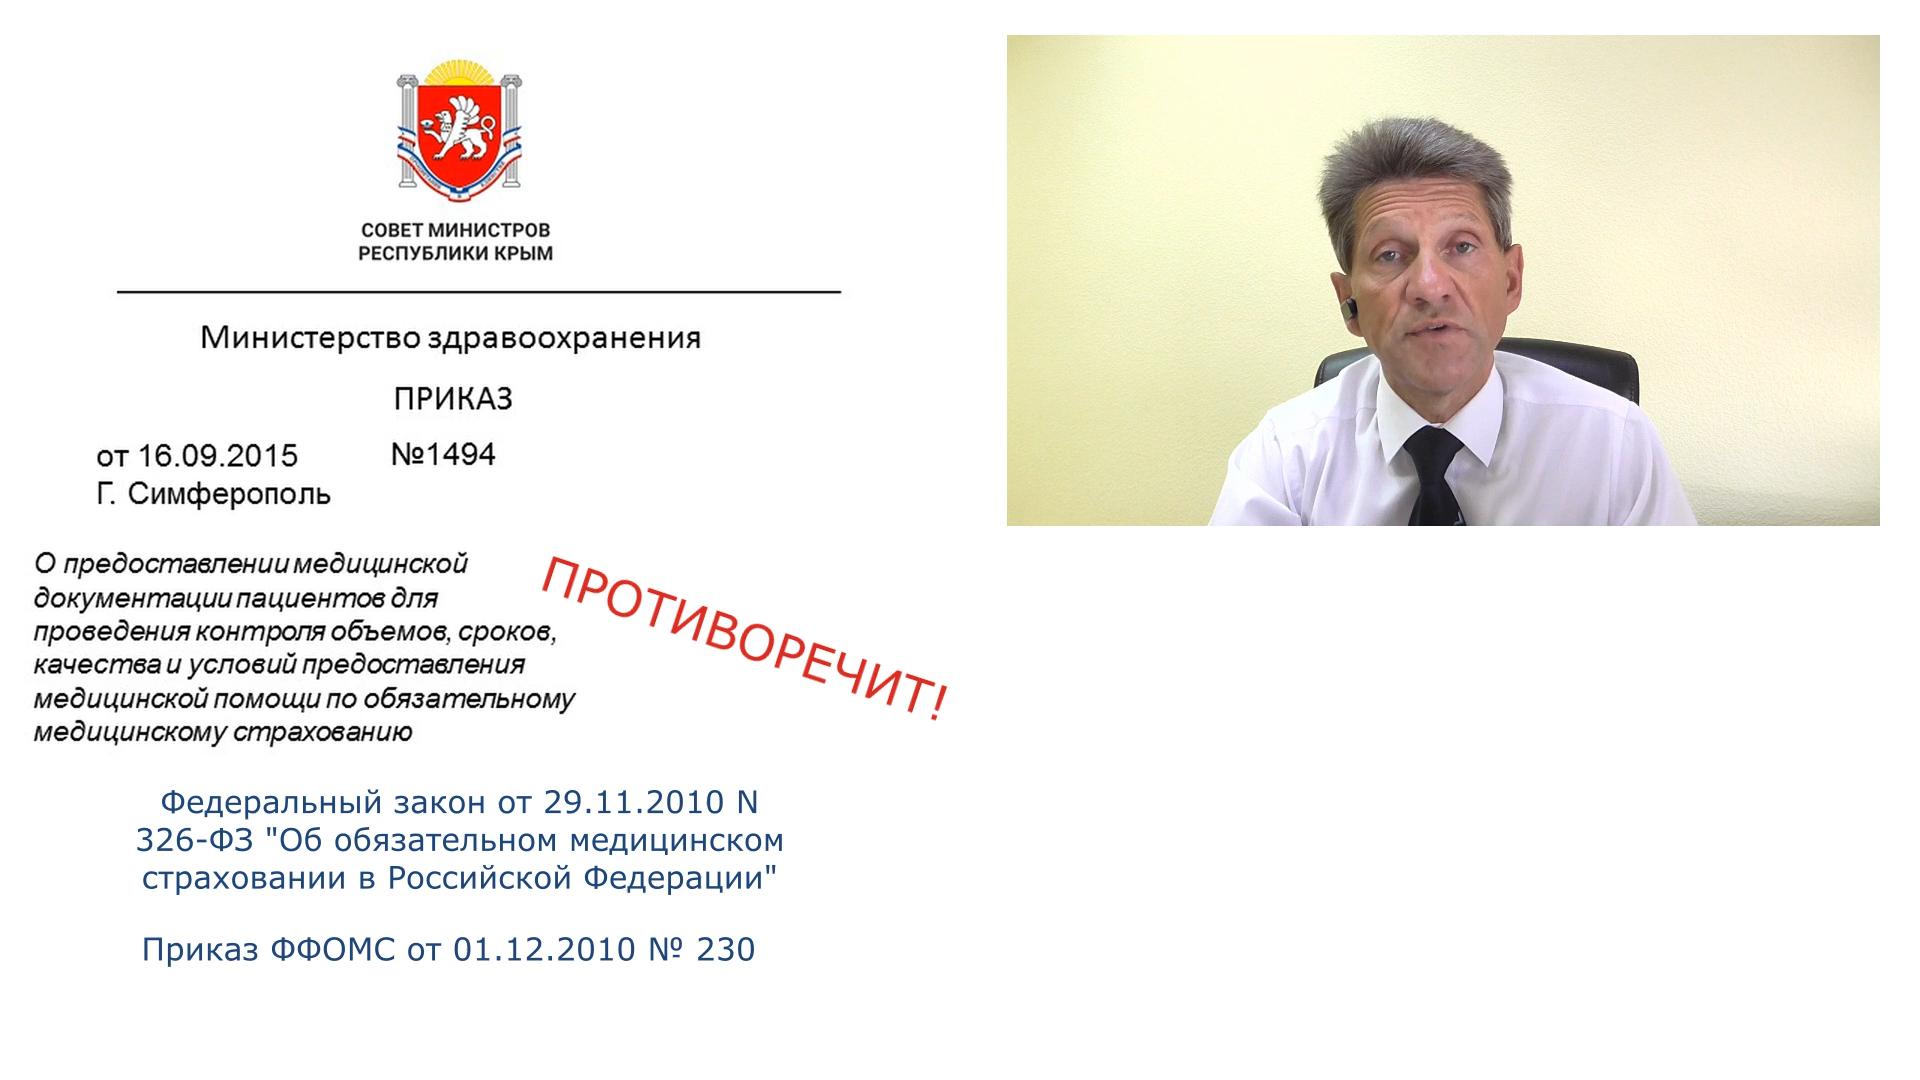 СОВЕТ МИНИСТРОВ
РЕСПУБЛИКИ КРЫМ
Министерство здравоохранения
ПРИКАЗ
от 16.09.2015 №1494
Г. Симферополь
О предоставлении медицинской
документации пациентов для
проведения контроля объемов, сроков,
качества и условий предоставления
медицинской помощи по обязательному
медицинскому страхованию
ПРОТИВОРЕЧИТ!
Федеральный закон от 29.11.2010 N
326-ФЗ "Об обязательном медицинском
страховании в Российской Федерации"
Приказ ФФОМС от 01.12.2010 № 230